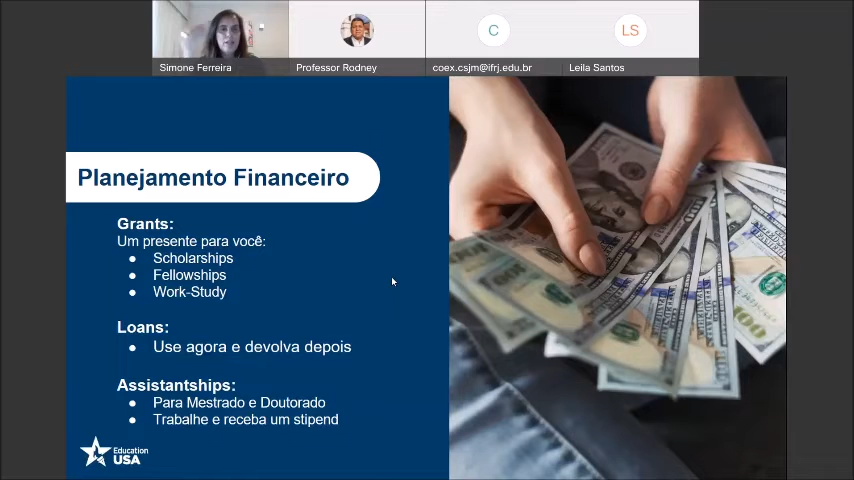 C
LS
Simone Ferreira
Professor Rodney
coex.csjm@ifrj.edu.br
Leila Santos
Planejamento Financeiro
Grants:
Um presente para você:
● Scholarships
● Fellowships
● Work-Study
Loans:
● Use agora e devolva depois
Assistantships:
● Para Mestrado e Doutorado
● Trabalhe e receba um stipend
Education
USA
100